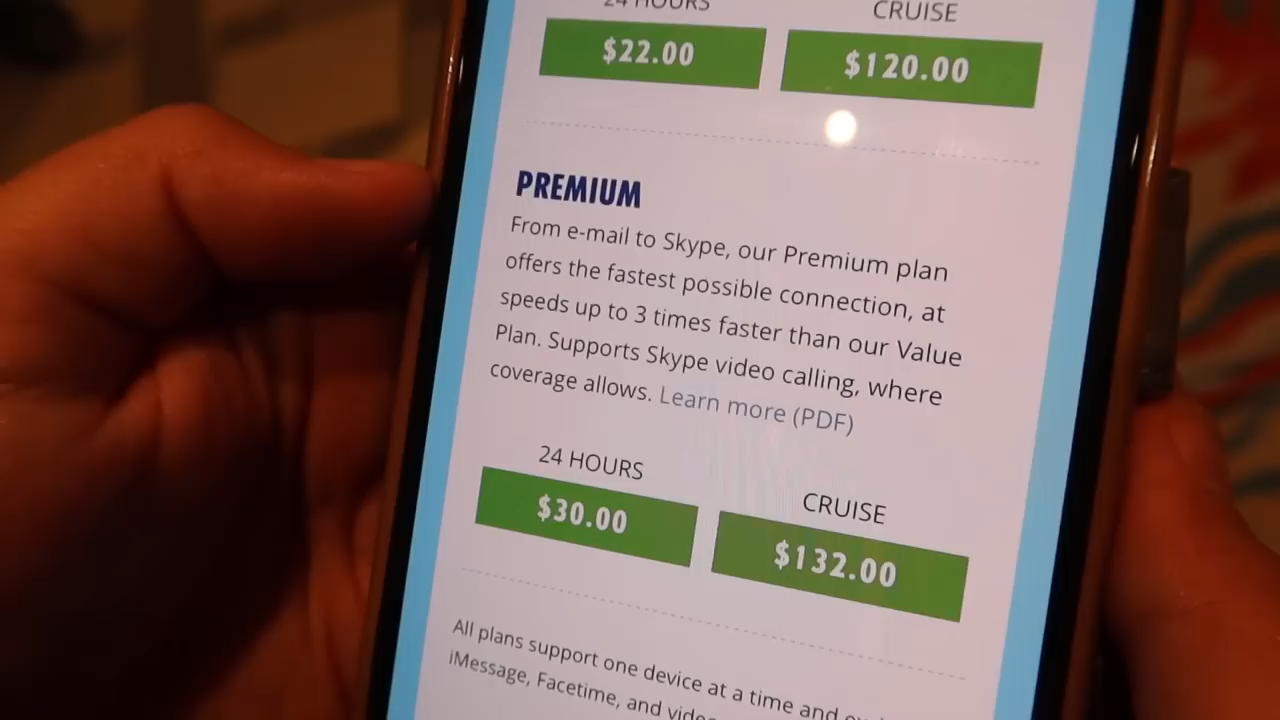 24 HOURS CRUISE
$22.00 $120.00
PREMIUM
From e-mail to Skype, our Premium plan
offers the fastest possible connection, at
speeds up to 3 times faster than our Value
Plan. Supports Skype video calling, where
coverage allows. Learn more (PDF)
24 HOURS CRUISE
$30.00 $132.00
All plans support one device at a time and
iMessage, Facetime, and